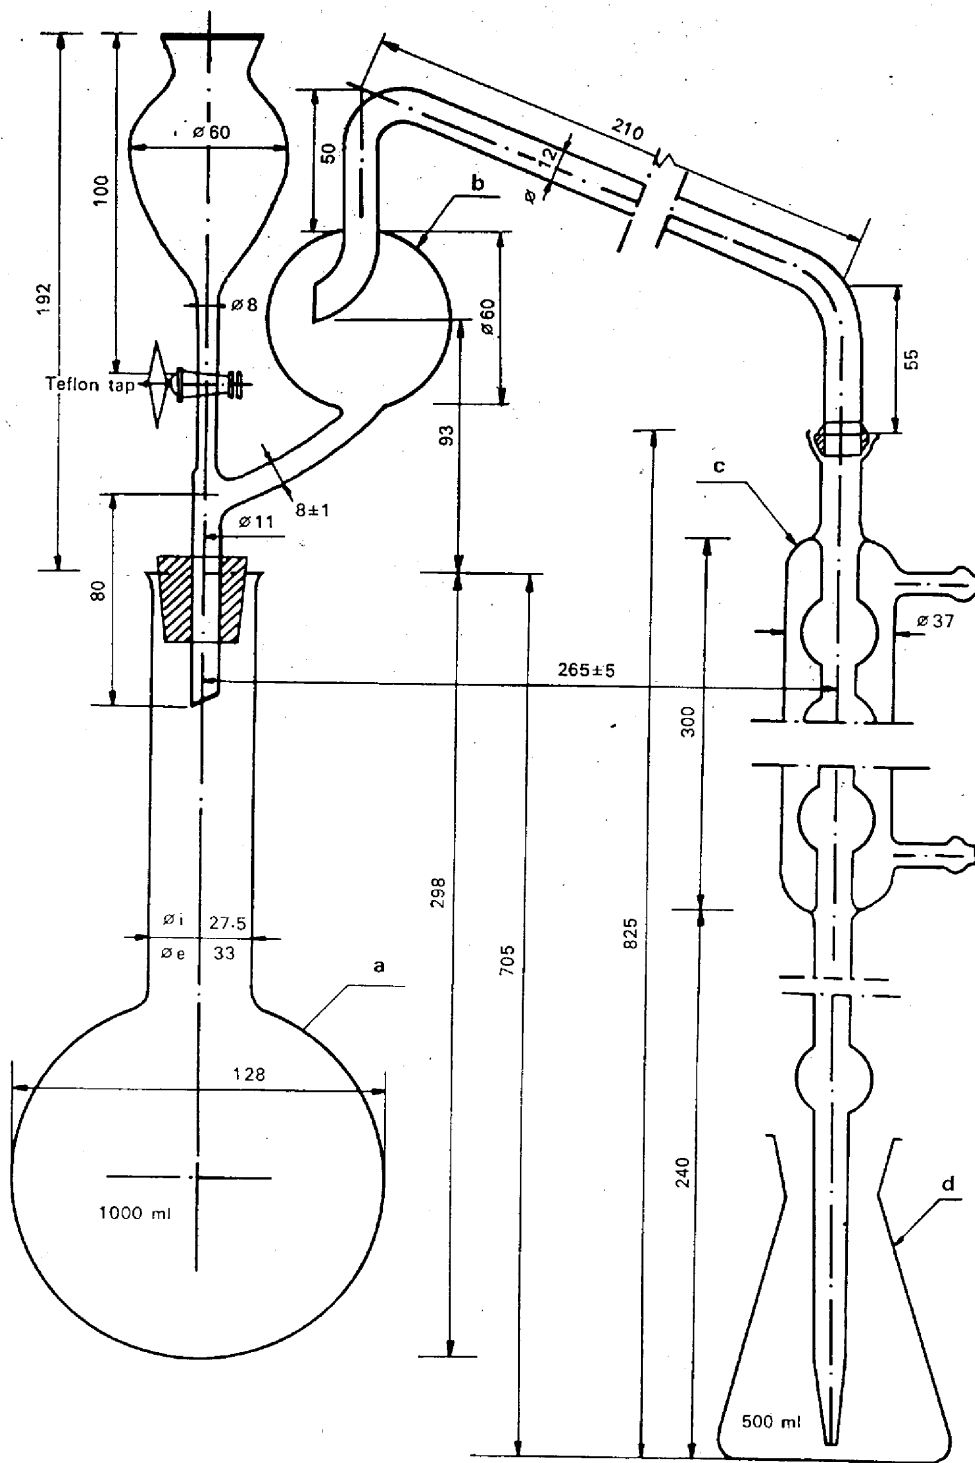 210
Ø 60
Ø 12
50
100
b
192
Ø 8
Ø 60
55
Teflon tap
93
c
8±1
Ø 11
80
Ø 37
265±5
300
298
825
705
Ø i 27.5
Ø e 33
a
128
240
d
1000 ml
500 ml